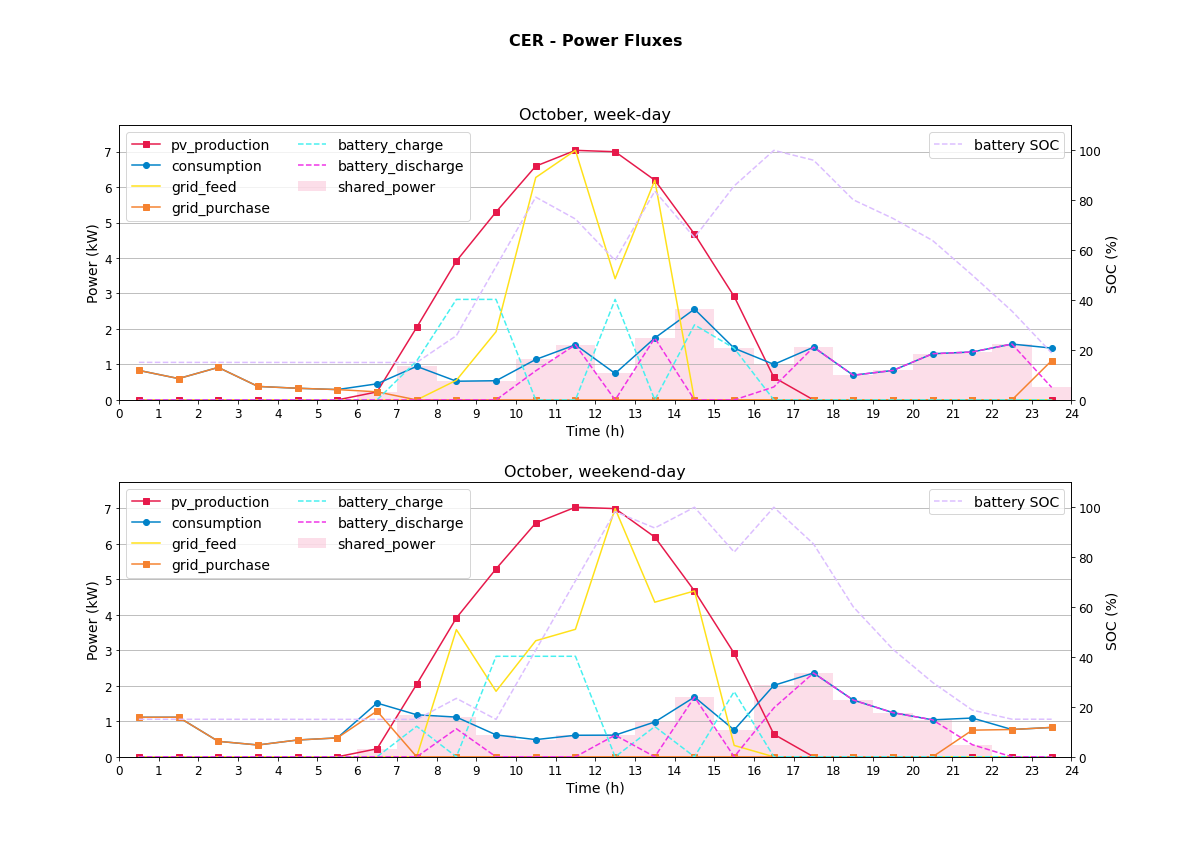 CER - Power Fluxes
October, week-day
pv_production
consumption
grid_feed
grid_purchase
battery_charge
battery_discharge
shared_power
battery SOC
Power (kW)
0 1 2 3 4 5 6 7
SOC (%)
0 20 40 60 80 100
0 1 2 3 4 5 6 7 8 9 10 11 12 13 14 15 16 17 18 19 20 21 22 23 24
Time (h)
October, weekend-day
pv_production
consumption
grid_feed
grid_purchase
battery_charge
battery_discharge
shared_power
battery SOC
Power (kW)
0 1 2 3 4 5 6 7
SOC (%)
0 20 40 60 80 100
0 1 2 3 4 5 6 7 8 9 10 11 12 13 14 15 16 17 18 19 20 21 22 23 24
Time (h)